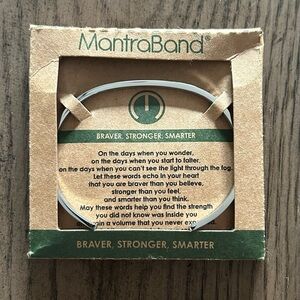 MantraBand®
BRAVER, STRONGER, SMARTER
On the days when you wonder,
on the days when you start to falter,
on the days when you can't see the light through the fog.
Let these words echo in your heart
that you are braver than you believe,
stronger than you feel,
and smarter than you think.
May these words help you find the strength
you did not know was inside you
in a volume that you never
BRAVER, STRONGER, SMARTER